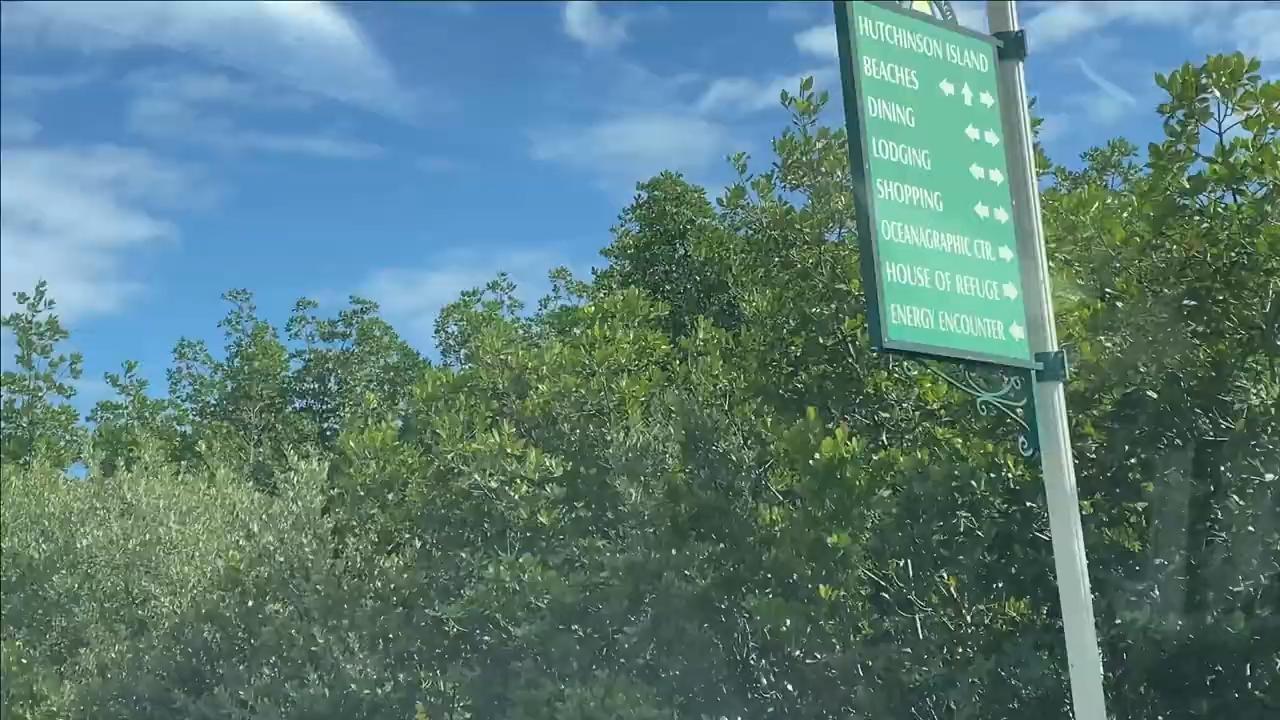 HUTCHINSON ISLAND
BEACHES ← ↑ →
DINING ← →
LODGING ← →
SHOPPING ← →
OCEANAGRAPHIC CTR. →
HOUSE OF REFUGE →
ENERGY ENCOUNTER ←